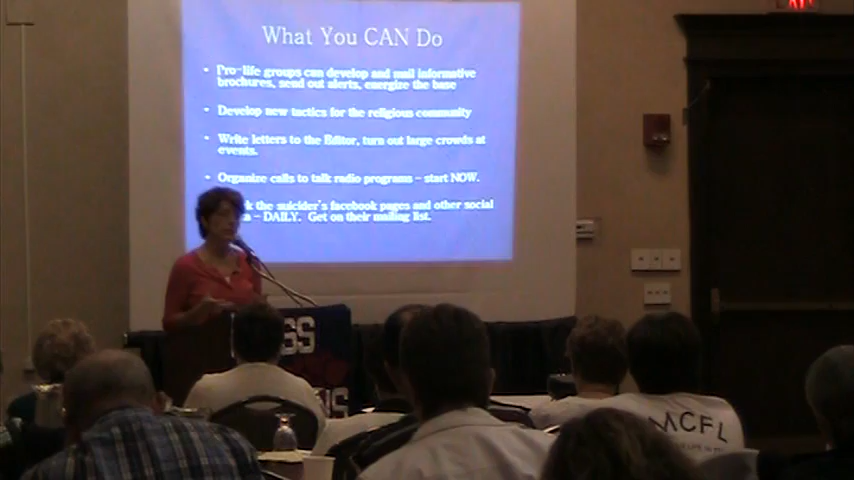 What You CAN Do
• Pro-life groups can develop and mail informative
brochures, send out alerts, energize the base
• Develop new tactics for the religious community
• Write letters to the Editor, turn out large crowds at
events.
• Organize calls to talk radio programs - start NOW.
the suicider's facebook pages and other social
- DAILY. Get on their mailing list.
SS
MCFL
LIFE